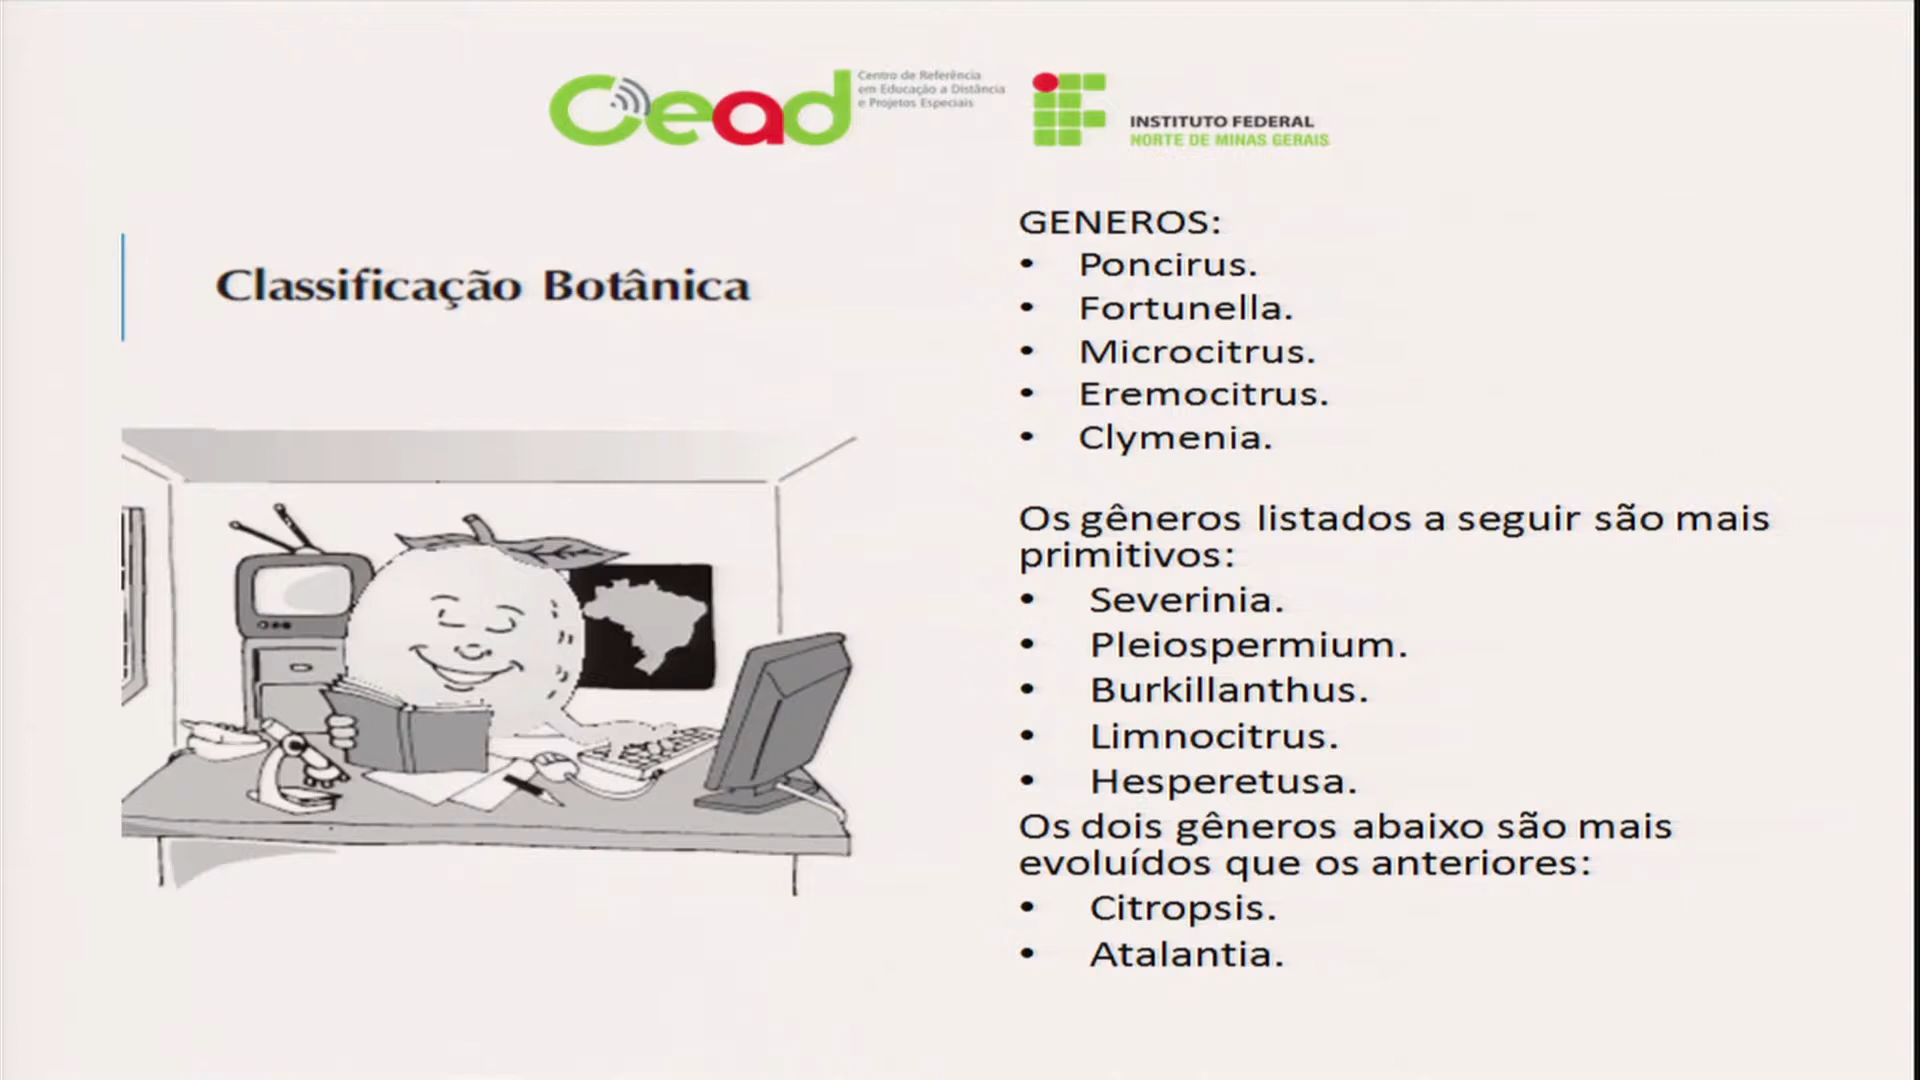 Cead
Centro de Referência
em Educação a Distância
e Projetos Especiais
INSTITUTO FEDERAL
NORTE DE MINAS GERAIS
Classificação Botânica
GENEROS:
• Poncirus.
• Fortunella.
• Microcitrus.
• Eremocitrus.
• Clymenia.
Os gêneros listados a seguir são mais
primitivos:
• Severinia.
• Pleiospermium.
• Burkillanthus.
• Limnocitrus.
• Hesperetusa.
Os dois gêneros abaixo são mais
evoluídos que os anteriores:
• Citropsis.
• Atalantia.